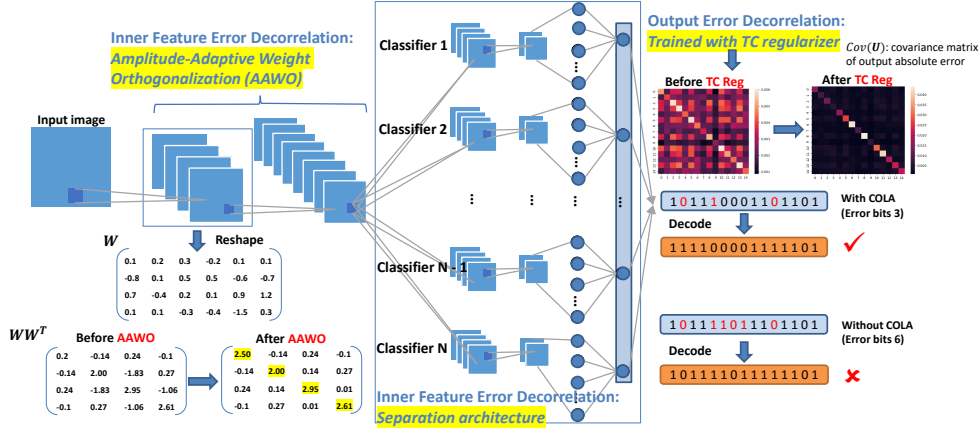 Inner Feature Error Decorrelation:
Amplitude-Adaptive Weight
Orthogonalization (AAWO)
Input image
W
Reshape
0.1 0.2 0.3 -0.2 0.1 0.1
-0.8 0.1 0.5 0.5 -0.6 -0.7
0.7 -0.4 0.2 0.1 0.9 1.2
0.1 0.1 -0.3 -0.4 -1.5 0.3
WW^T
Before AAWO
0.2 -0.14 0.24 -0.1
-0.14 2.00 -1.83 0.27
0.24 -1.83 2.95 -1.06
-0.1 0.27 -1.06 2.61
After AAWO
2.50 -0.14 0.24 -0.1
-0.14 2.00 0.14 0.27
0.24 0.14 2.95 0.01
-0.1 0.27 0.01 2.61
Classifier 1
Classifier 2
... ... ... ...
Classifier N - 1
Classifier N
Inner Feature Error Decorrelation:
Separation architecture
Output Error Decorrelation:
Trained with TC regularizer
Cov(U): covariance matrix
of output absolute error
Before TC Reg
After TC Reg
1 0 1 1 1 0 0 0 1 1 0 1 1 0 1
With COLA
(Error bits 3)
Decode
1 1 1 1 0 0 0 0 1 1 1 1 1 0 1
1 0 1 1 1 1 0 1 1 1 0 1 1 0 1
Without COLA
(Error bits 6)
Decode
1 0 1 1 1 1 0 1 1 1 1 1 1 0 1